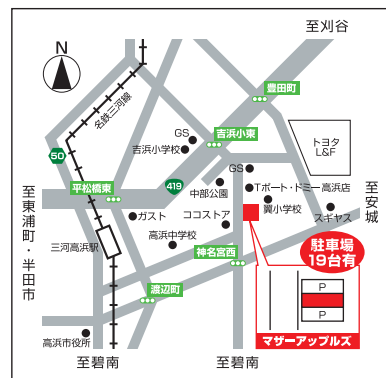 至刈谷
N
豊田町
名鉄三河線
GS
吉浜小東
吉浜小学校
トヨタ
L&F
50
平松橋東
419
GS
中部公園
Tポート・ドミー高浜店
至安城
至東浦町・半田市
ガスト
ココストア
翼小学校
スギヤス
高浜中学校
三河高浜駅
神名宮西
駐車場
19台有
渡辺町
P
P
高浜市役所
マザーアップルズ
至碧南
至碧南